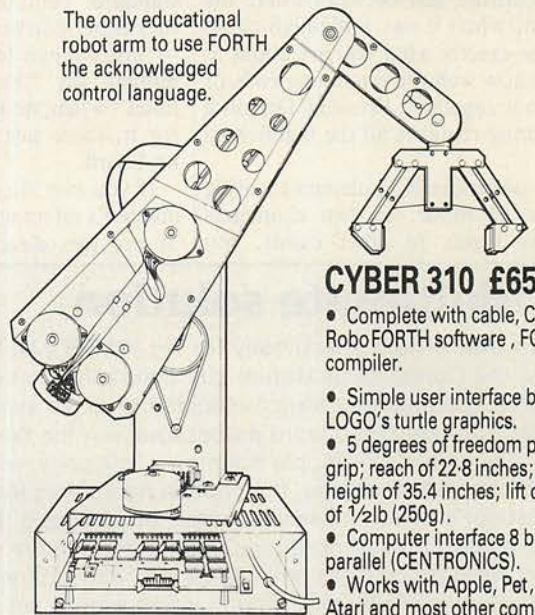 The only educational
robot arm to use FORTH
the acknowledged
control language.
CYBER 310 £65
• Complete with cable, C
RoboFORTH software , FO
compiler.
• Simple user interface b
LOGO's turtle graphics.
• 5 degrees of freedom p
grip; reach of 22·8 inches;
height of 35.4 inches; lift c
of ½lb (250g).
• Computer interface 8 b
parallel (CENTRONICS).
• Works with Apple, Pet,
Atari and most other com